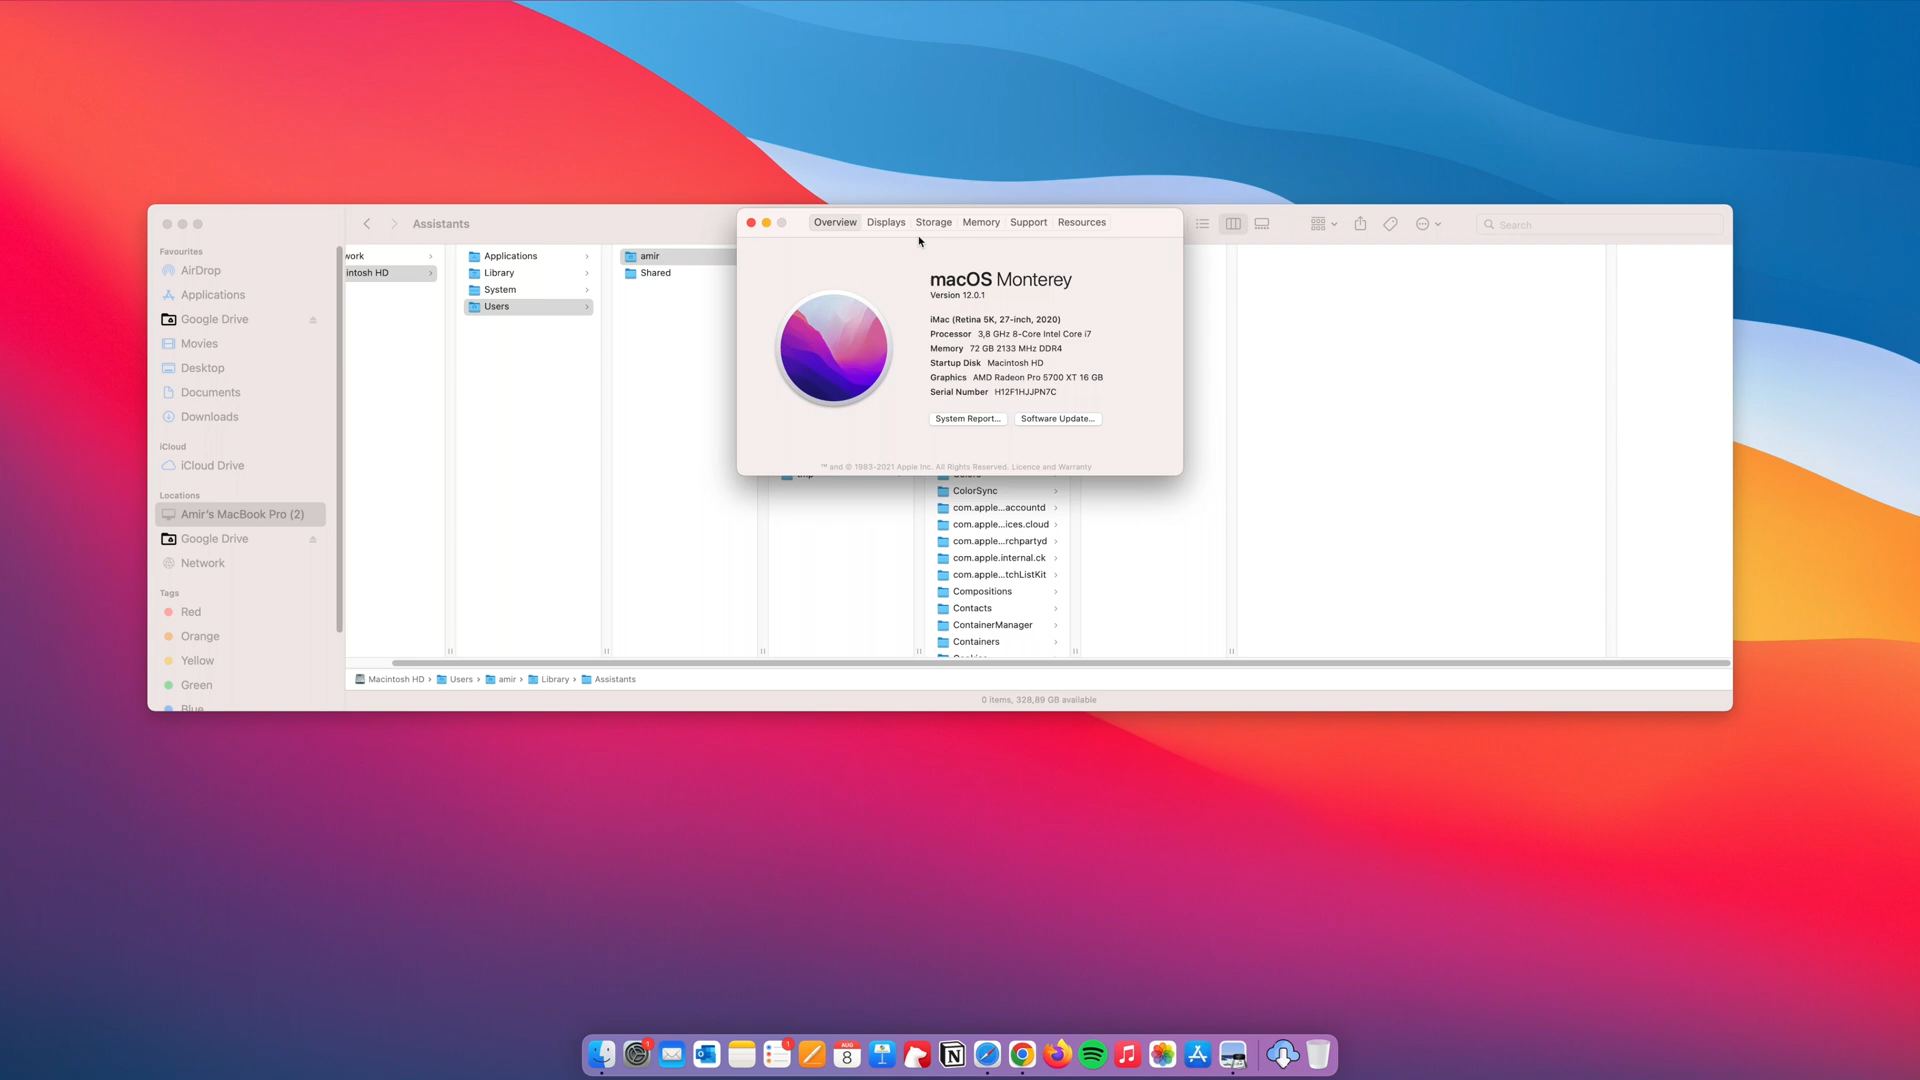 Assistants
Search
Favourites
AirDrop
Applications
Google Drive
Movies
Desktop
Documents
Downloads
iCloud
iCloud Drive
Locations
Amir's MacBook Pro (2)
Google Drive
Network
Tags
Red
Orange
Yellow
Green
Blue
work
intosh HD
Applications
Library
System
Users
amir
Shared
Overview Displays Storage Memory Support Resources
macOS Monterey
Version 12.0.1
iMac (Retina 5K, 27-inch, 2020)
Processor 3,8 GHz 8-Core Intel Core i7
Memory 72 GB 2133 MHz DDR4
Startup Disk Macintosh HD
Graphics AMD Radeon Pro 5700 XT 16 GB
Serial Number H12F1HJJPN7C
System Report... Software Update...
™ and © 1983-2021 Apple Inc. All Rights Reserved. Licence and Warranty
ColorSync
com.apple...accountd
com.apple...ices.cloud
com.apple...rchpartyd
com.apple.internal.ck
com.apple...tchListKit
Compositions
Contacts
ContainerManager
Containers
Macintosh HD › Users › amir › Library › Assistants
0 items, 328,89 GB available
1
1
AUG
8